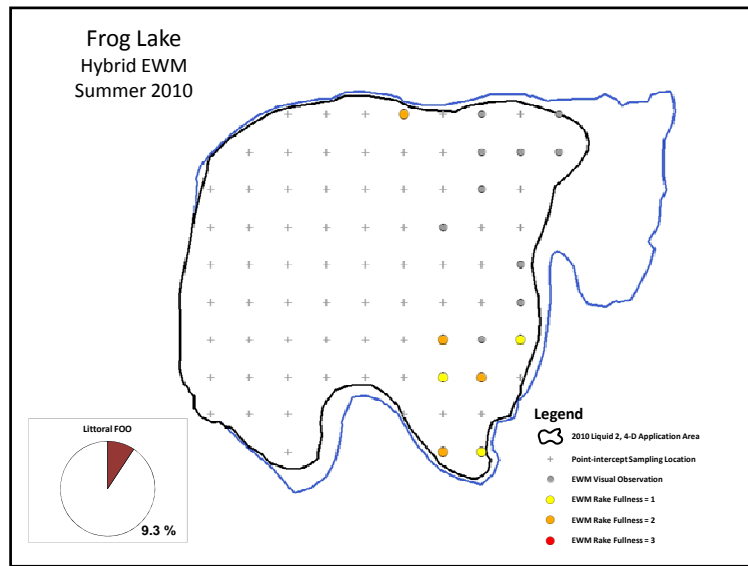 Frog Lake
Hybrid EWM
Summer 2010
Legend
2010 Liquid 2, 4-D Application Area
Point-intercept Sampling Location
EWM Visual Observation
EWM Rake Fullness = 1
EWM Rake Fullness = 2
EWM Rake Fullness = 3
Littoral FOO
9.3 %